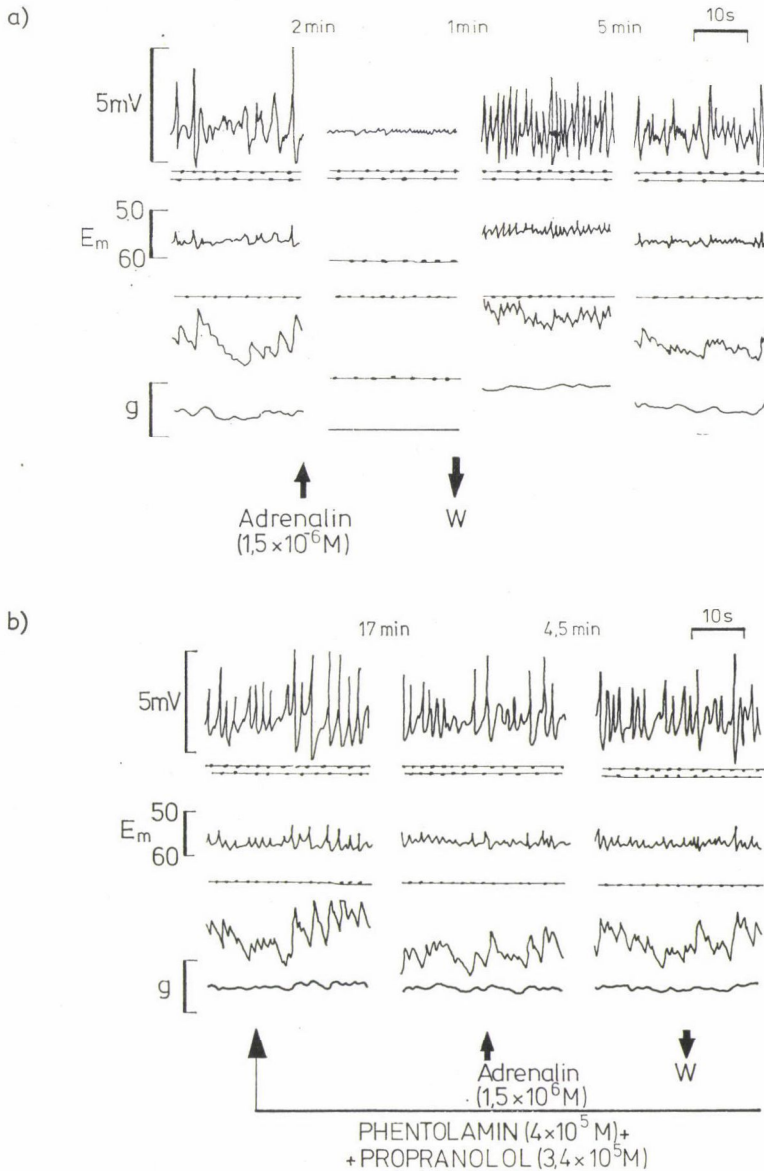 a)
2 min 1 min 5 min 10s
5mV
50
Em
60
g
Adrenalin W
(1,5 × 10⁻⁶M)
b)
17 min 4,5 min 10s
5mV
50
Em
60
g
Adrenalin W
(1,5 × 10⁶M)
PHENTOLAMIN (4×10⁵M)+
+ PROPRANOLOL (3,4×10⁵M)